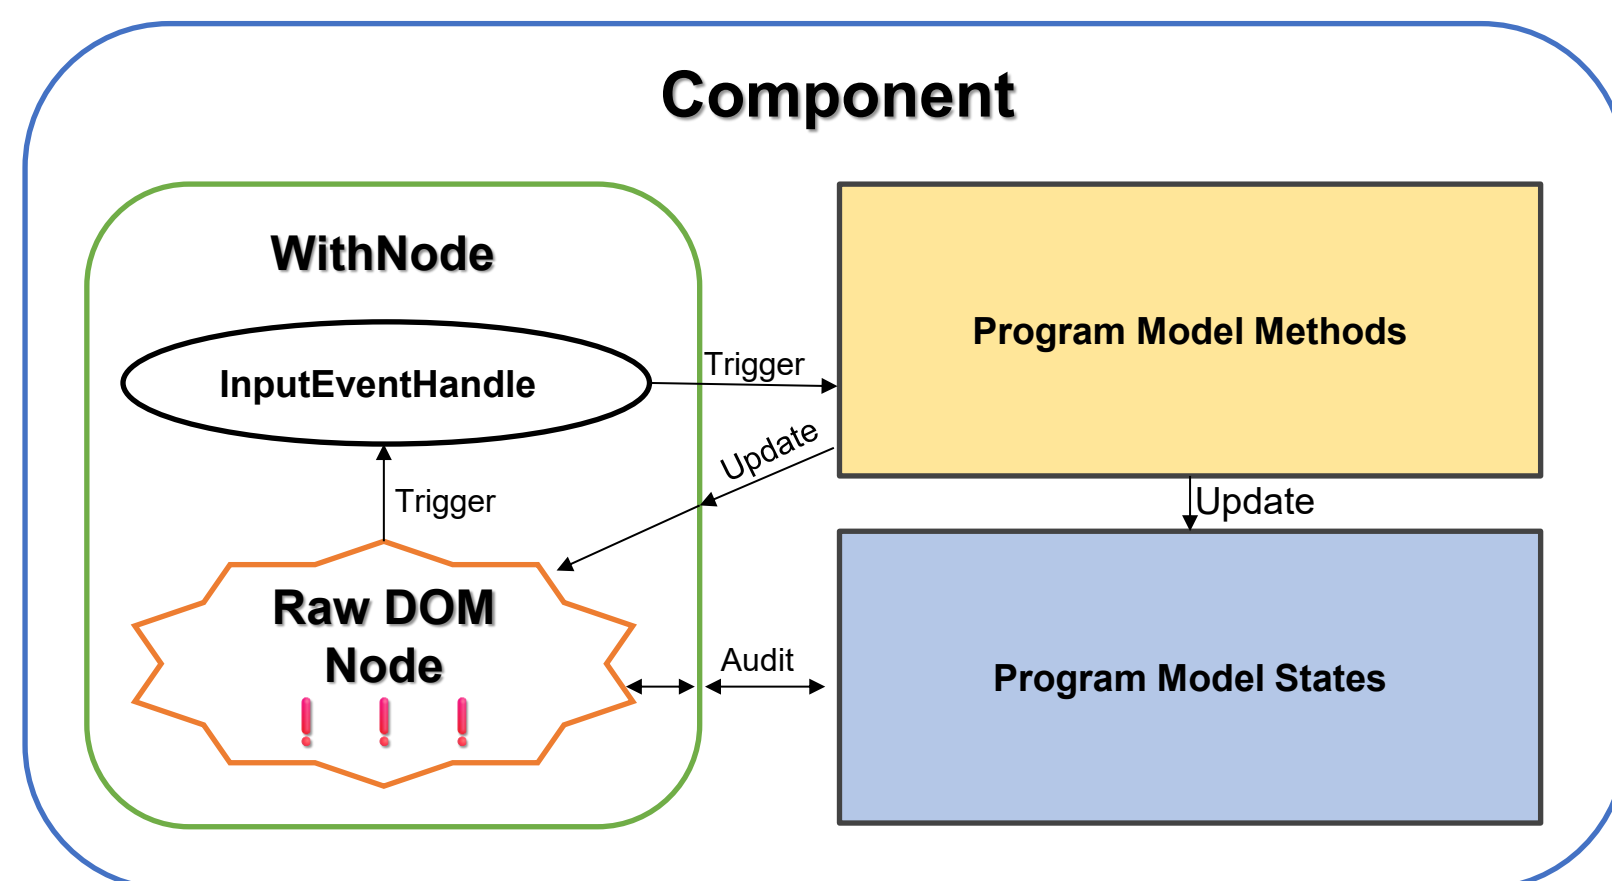 Component
WithNode
InputEventHandle
Trigger
Program Model Methods
Update
Trigger
Update
Raw DOM
Node
! ! !
Audit
Program Model States